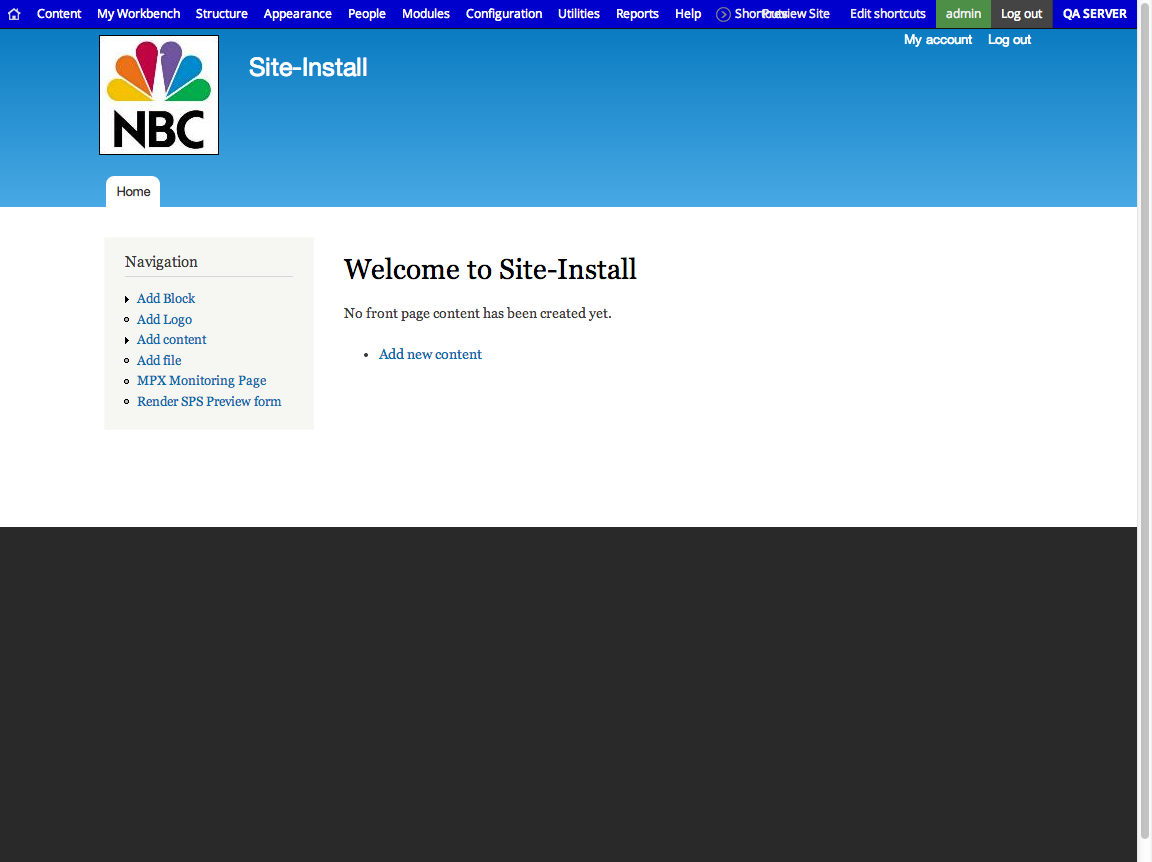 Content My Workbench Structure Appearance People Modules Configuration Utilities Reports Help Shortcuts Preview Site Edit shortcuts admin Log out QA SERVER
My account Log out
NBC
Site-Install
Home
Navigation
Add Block
Add Logo
Add content
Add file
MPX Monitoring Page
Render SPS Preview form
Welcome to Site-Install
No front page content has been created yet.
Add new content